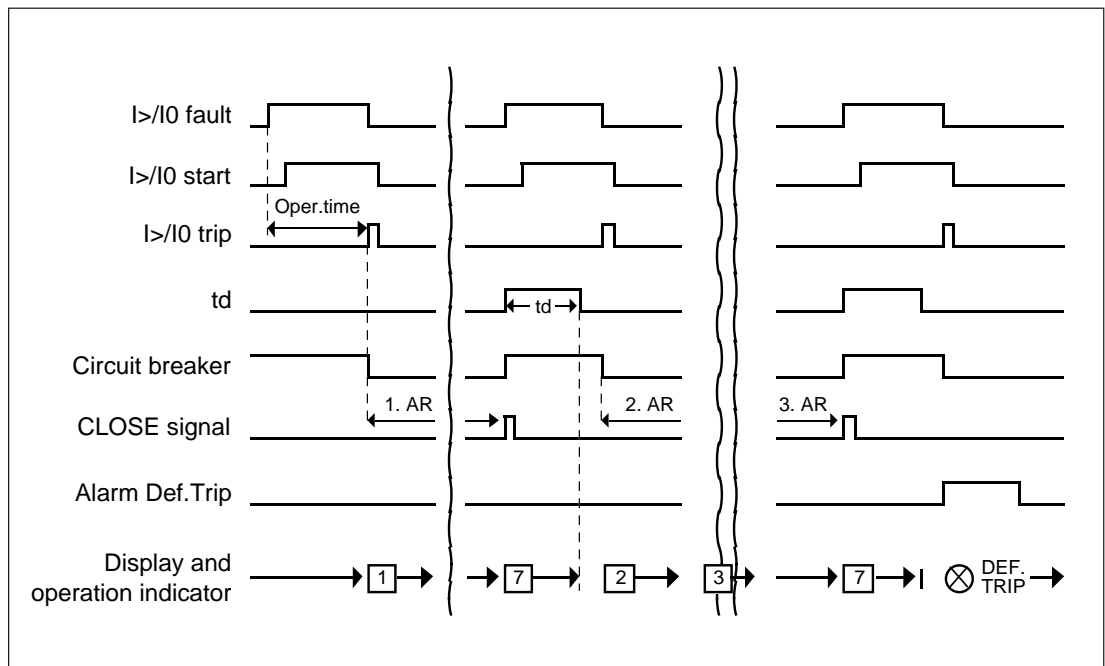 I>/I0 fault
I>/I0 start
Oper.time
I>/I0 trip
td
td
Circuit breaker
1. AR
2. AR
3. AR
CLOSE signal
Alarm Def.Trip
Display and
operation indicator
1
7
2
3
7
DEF.
TRIP